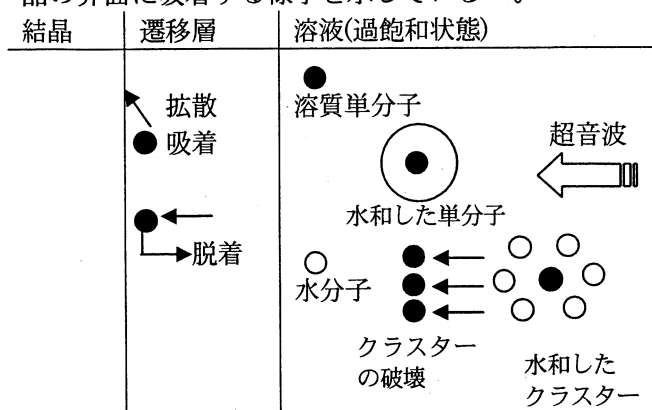 品の界面に吸着する様子を示している
結晶 遷移層 溶液(過飽和状態)
拡散
吸着
脱着
溶質単分子
超音波
水和した単分子
水分子
クラスター
の破壊
水和した
クラスター